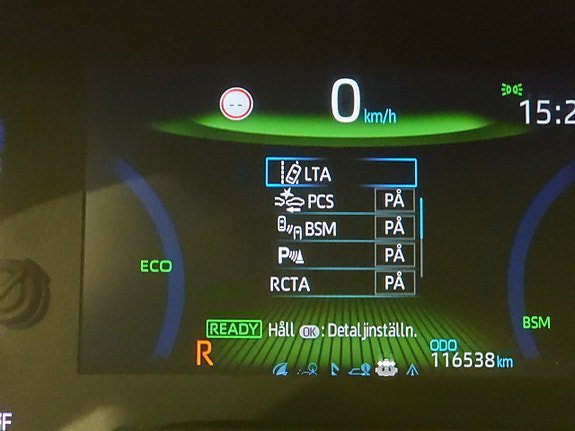 --
0 km/h
15:2
LTA
PCS PÅ
BSM PÅ
P PÅ
RCTA PÅ
ECO
BSM
READY Håll OK : Detaljinställn.
R
ODO
116538 km